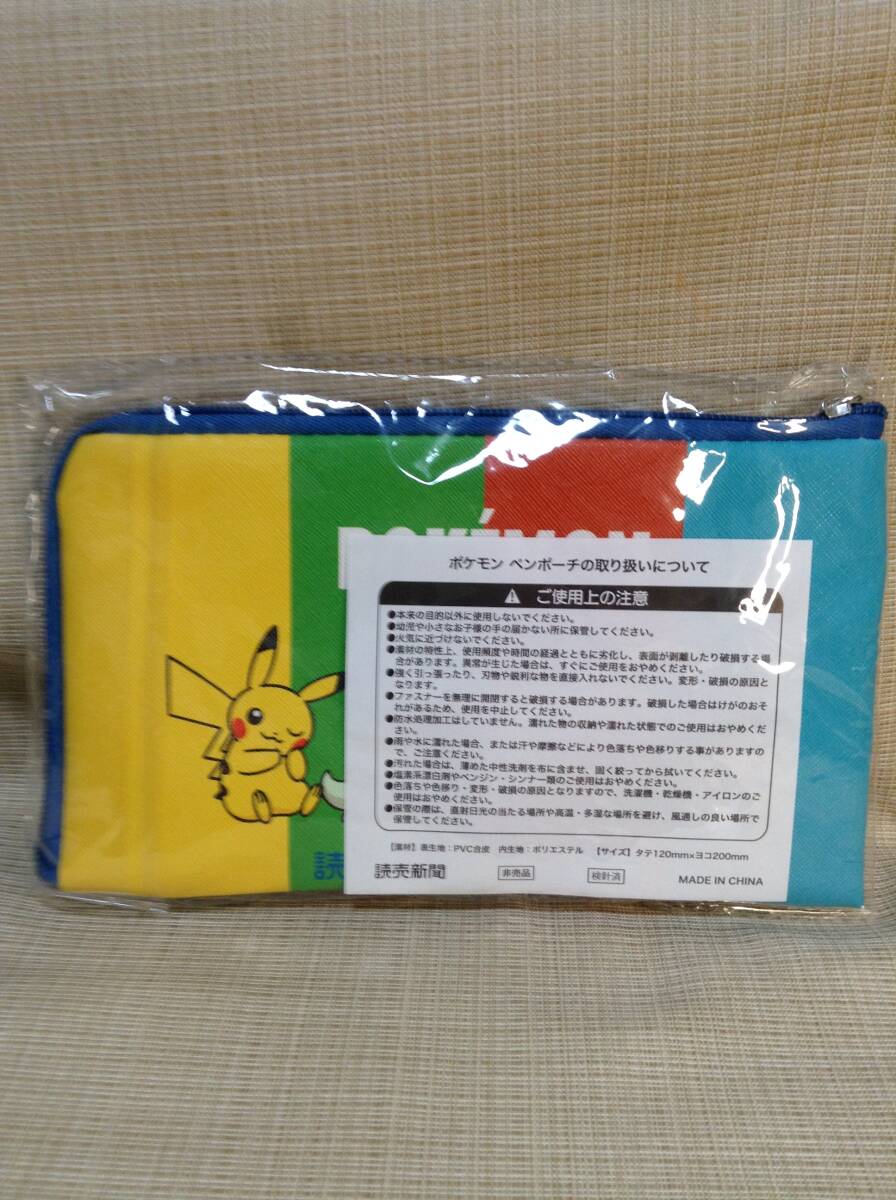 POKÉMON
ポケモン ペンポーチの取り扱いについて
ご使用上の注意
●本来の目的以外に使用しないでください。
●幼児や小さなお子様の手の届かない所に保管してください。
●火気に近づけないでください。
●素材の特性上、使用頻度や時間の経過とともに劣化し、表面が剥離したり破損する場
合があります。異常が生じた場合は、すぐにご使用をおやめください。
●強く引っ張ったり、刃物や鋭利な物を直接入れないでください。変形・破損の原因と
なります。
●ファスナーを無理に開閉すると破損する場合があります。破損した場合はけがのおそ
れがあるため、使用を中止してください。
●防水処理加工はしていません。濡れた物の収納や濡れた状態でのご使用はおやめくだ
さい。
●雨や水に濡れた場合、または汗や摩擦などにより色落ちや色移りする事がありますの
で、ご注意ください。
●汚れた場合は、薄めた中性洗剤を布に含ませ、固く絞ってから拭いてください。
●塩素系漂白剤やベンジン・シンナー類のご使用はおやめください。
●色落ちや色移り・変形・破損の原因となりますので、洗濯機・乾燥機・アイロンのご
使用はおやめください。
●保管の際は、直射日光の当たる場所や高温・多湿な場所を避け、風通しの良い場所で
保管してください。
【素材】表生地：PVC合皮 内生地：ポリエステル 【サイズ】タテ120mm×ヨコ200mm
読
読売新聞 非売品 検針済 MADE IN CHINA